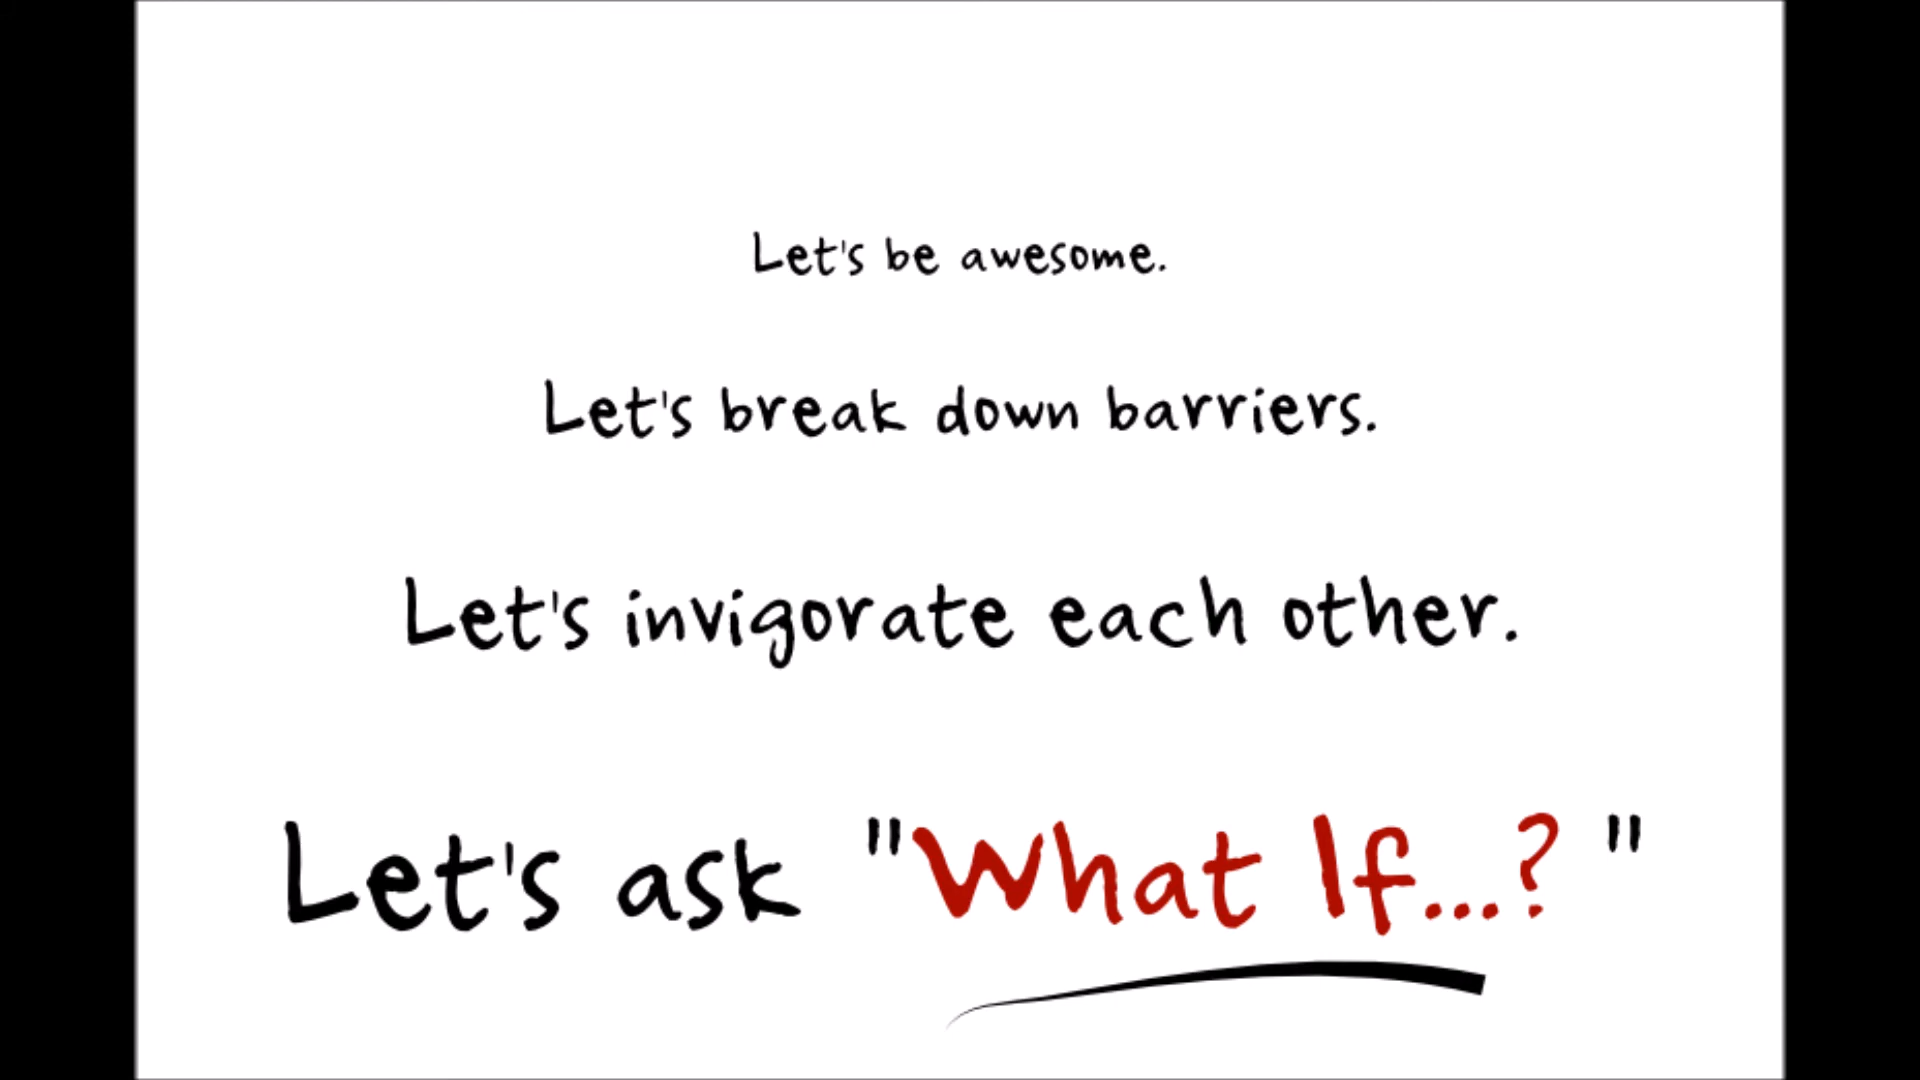 Let's be awesome.
Let's break down barriers.
Let's invigorate each other.
Let's ask "What If...? "